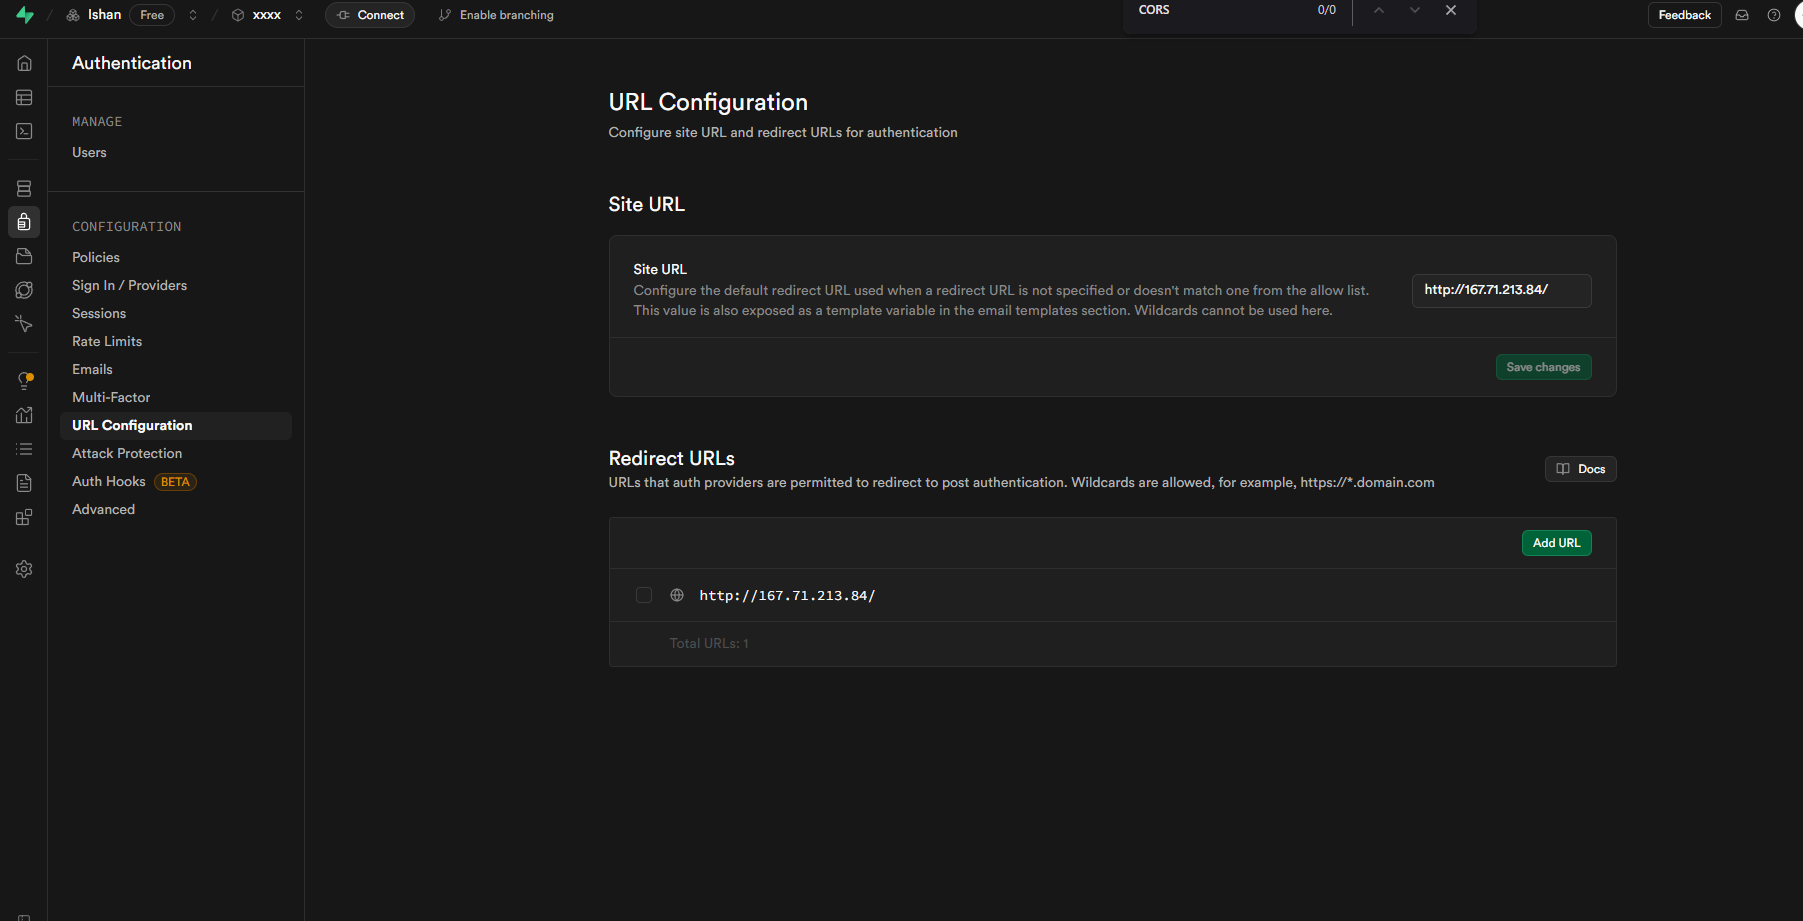 Ishan Free xxxx Connect Enable branching CORS 0/0 Feedback
Authentication
MANAGE
Users
CONFIGURATION
Policies
Sign In / Providers
Sessions
Rate Limits
Emails
Multi-Factor
URL Configuration
Attack Protection
Auth Hooks BETA
Advanced
URL Configuration
Configure site URL and redirect URLs for authentication
Site URL
Site URL
Configure the default redirect URL used when a redirect URL is not specified or doesn't match one from the allow list.
This value is also exposed as a template variable in the email templates section. Wildcards cannot be used here.
http://167.71.213.84/
Save changes
Redirect URLs
URLs that auth providers are permitted to redirect to post authentication. Wildcards are allowed, for example, https://*.domain.com
Docs
Add URL
http://167.71.213.84/
Total URLs: 1